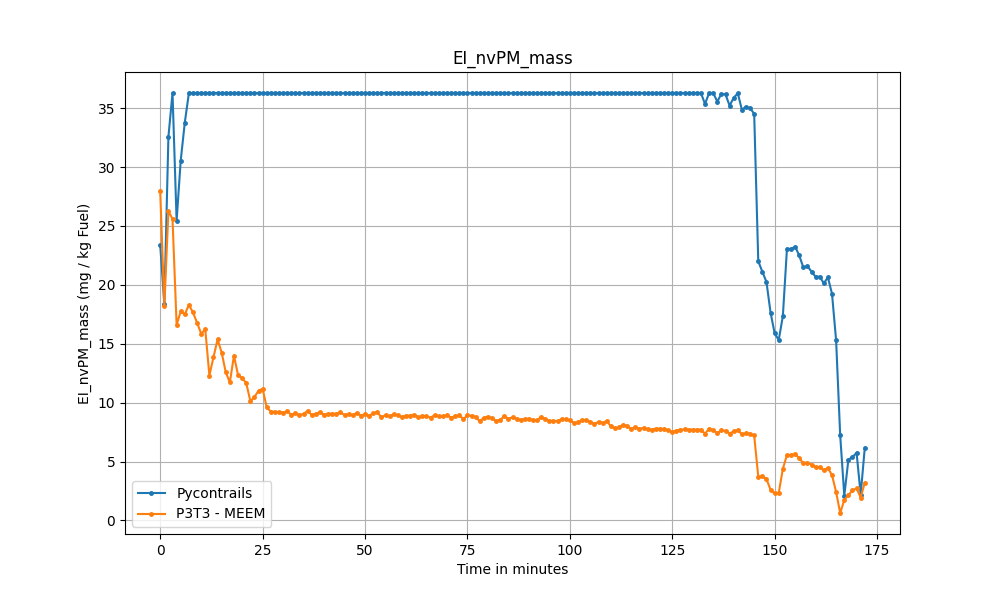 EI_nvPM_mass
EI_nvPM_mass (mg / kg Fuel)
35
30
25
20
15
10
5
0
Pycontrails
P3T3 - MEEM
0 25 50 75 100 125 150 175
Time in minutes